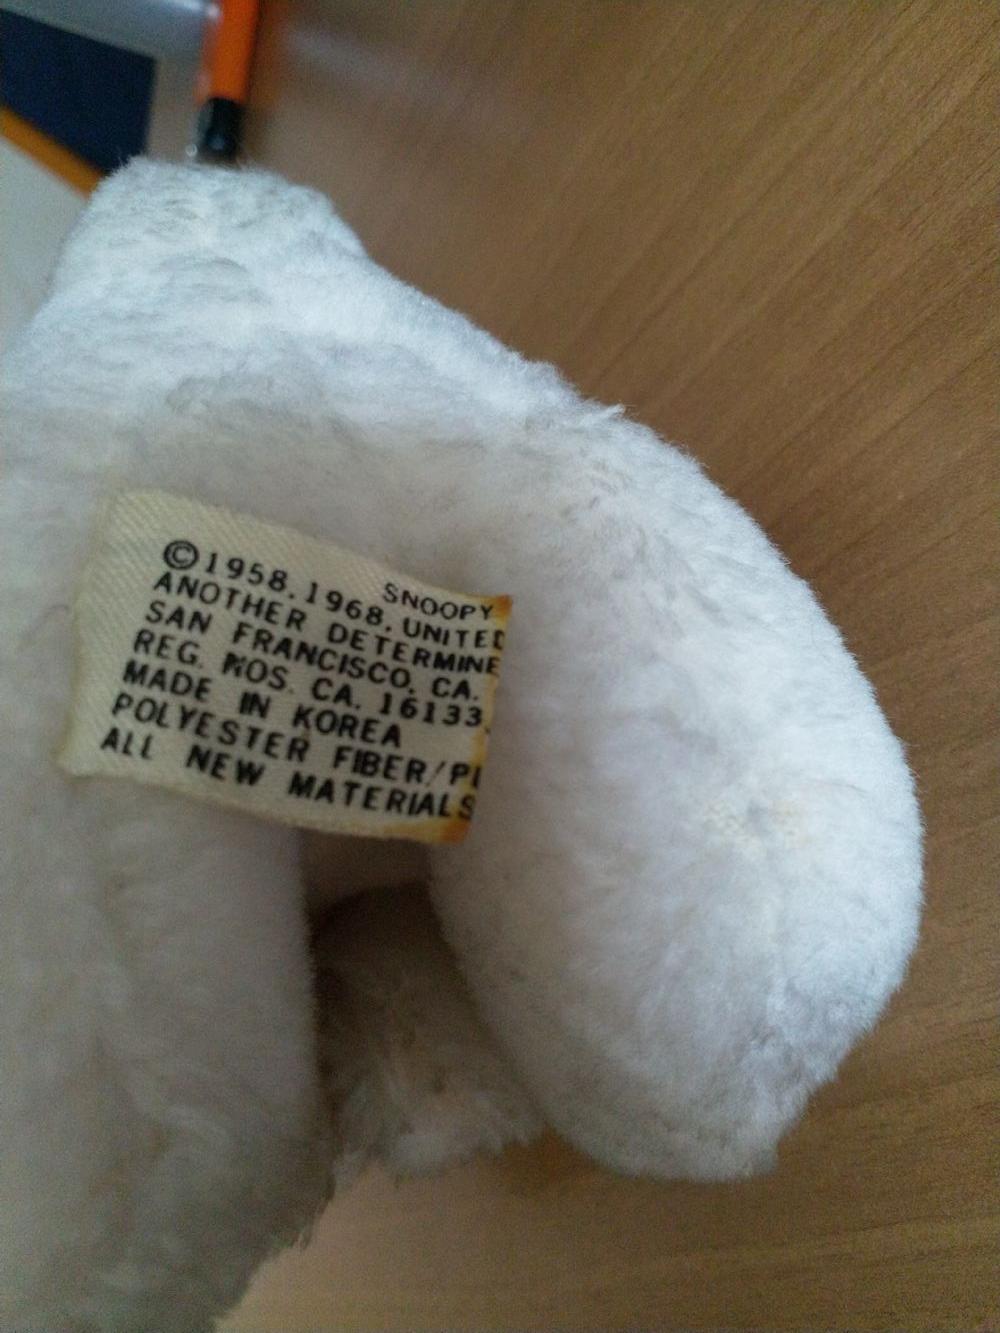 SNOOPY
©1958.1968. UNITED
ANOTHER DETERMINE
SAN FRANCISCO, CA.
REG. NOS. CA. 16133
MADE IN KOREA
POLYESTER FIBER/PL
ALL NEW MATERIALS